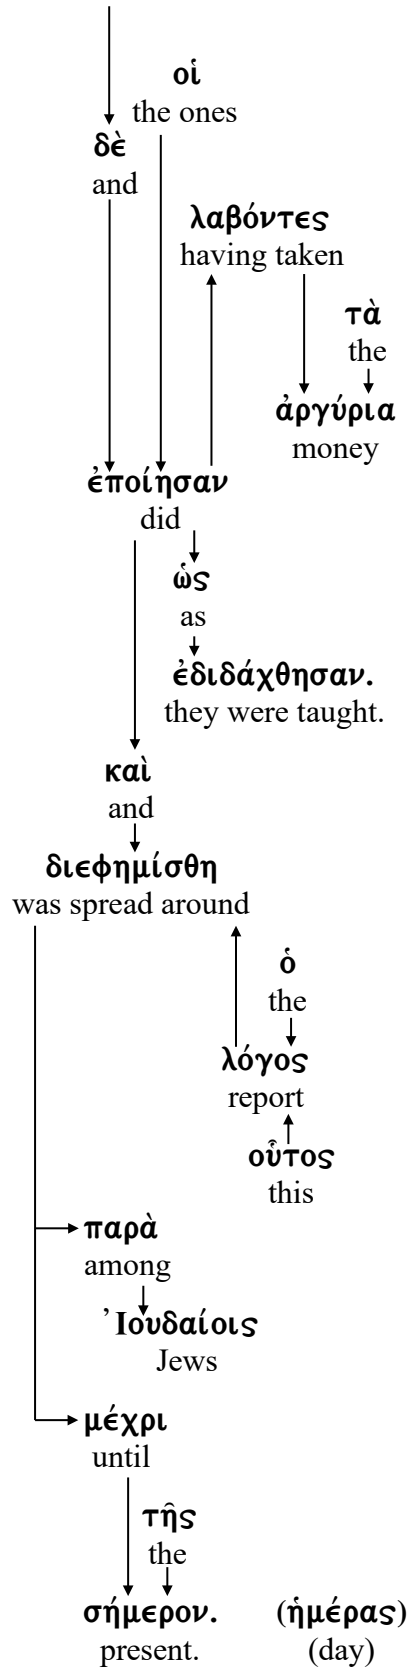 οἱ
the ones
δὲ
and
λαβόντες
having taken
τὰ
the
ἀργύρια
money
ἐποίησαν
did
ὡς
as
ἐδιδάχθησαν.
they were taught.
καὶ
and
διεφημίσθη
was spread around
ὁ
the
λόγος
report
οὗτος
this
παρὰ
among
Ἰουδαίοις
Jews
μέχρι
until
τῆς
the
σήμερον. (ἡμέρας)
present. (day)